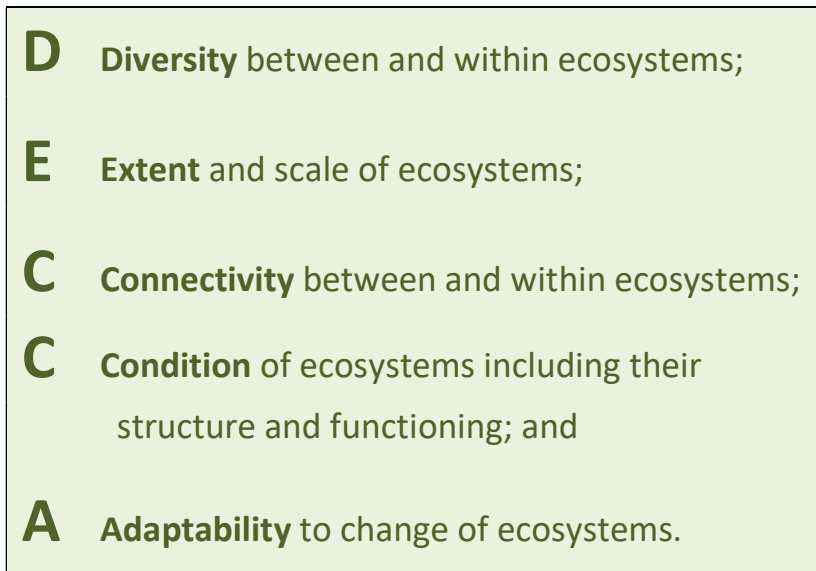 D Diversity between and within ecosystems;
E Extent and scale of ecosystems;
C Connectivity between and within ecosystems;
C Condition of ecosystems including their
structure and functioning; and
A Adaptability to change of ecosystems.